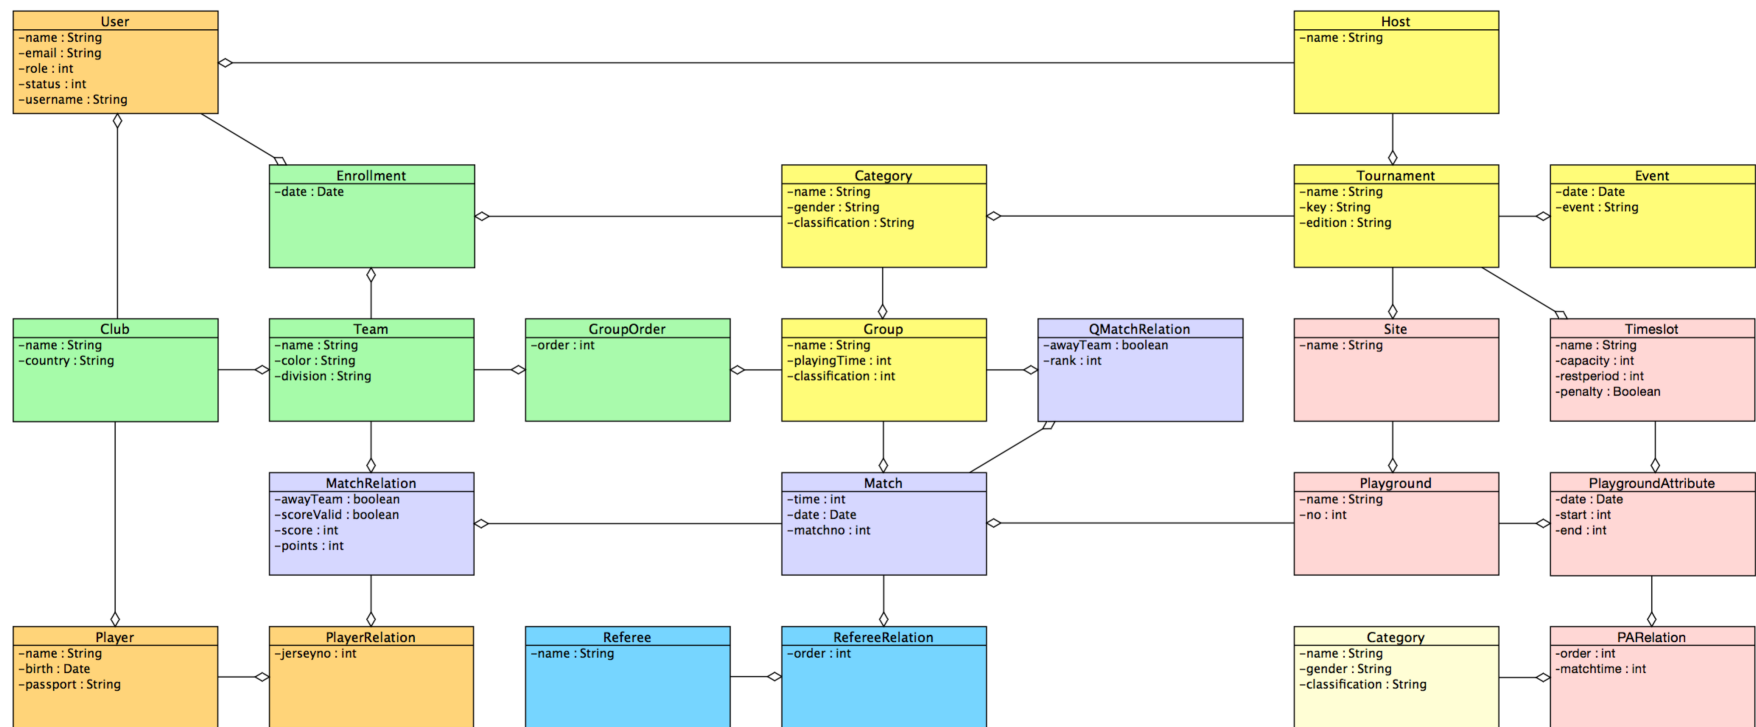 User
-name : String
-email : String
-role : int
-status : int
-username : String
Host
-name : String
Enrollment
-date : Date
Category
-name : String
-gender : String
-classification : String
Tournament
-name : String
-key : String
-edition : String
Event
-date : Date
-event : String
Club
-name : String
-country : String
Team
-name : String
-color : String
-division : String
GroupOrder
-order : int
Group
-name : String
-playingTime : int
-classification : int
QMatchRelation
-awayTeam : boolean
-rank : int
Site
-name : String
Timeslot
-name : String
-capacity : int
-restperiod : int
-penalty : Boolean
MatchRelation
-awayTeam : boolean
-scoreValid : boolean
-score : int
-points : int
Match
-time : int
-date : Date
-matchno : int
Playground
-name : String
-no : int
PlaygroundAttribute
-date : Date
-start : int
-end : int
Player
-name : String
-birth : Date
-passport : String
PlayerRelation
-jerseyno : int
Referee
-name : String
RefereeRelation
-order : int
Category
-name : String
-gender : String
-classification : String
PARelation
-order : int
-matchtime : int